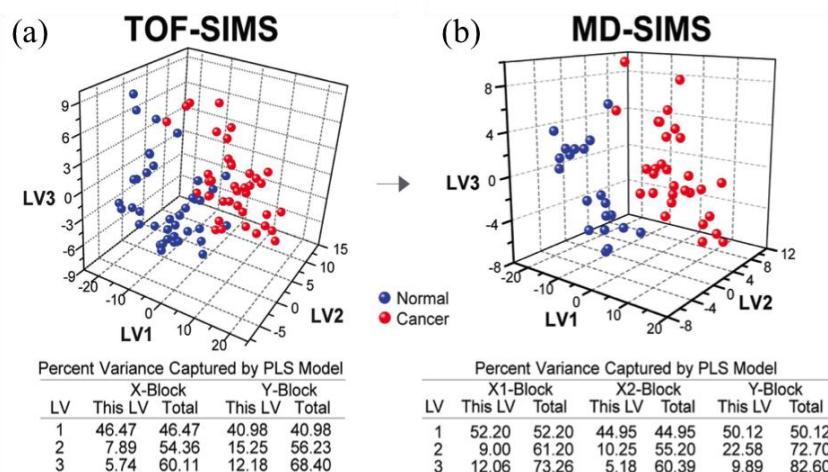 (a) TOF-SIMS
(b) MD-SIMS
9
6
3
0
-3
-6
-9
LV3
-20
-10
0
10
20
LV1
-5
0
5
10
15
LV2
8
4
0
-4
-8
LV3
-20
-10
0
10
20
LV1
-8
-4
0
4
8
12
LV2
Normal
Cancer
Percent Variance Captured by PLS Model
X-Block Y-Block
LV This LV Total This LV Total
1 46.47 46.47 40.98 40.98
2 7.89 54.36 15.25 56.23
3 5.74 60.11 12.18 68.40
Percent Variance Captured by PLS Model
X1-Block X2-Block Y-Block
LV This LV Total This LV Total This LV Total
1 52.20 52.20 44.95 44.95 50.12 50.12
2 9.00 61.20 10.25 55.20 22.58 72.70
3 12.06 73.26 5.18 60.39 9.89 82.60